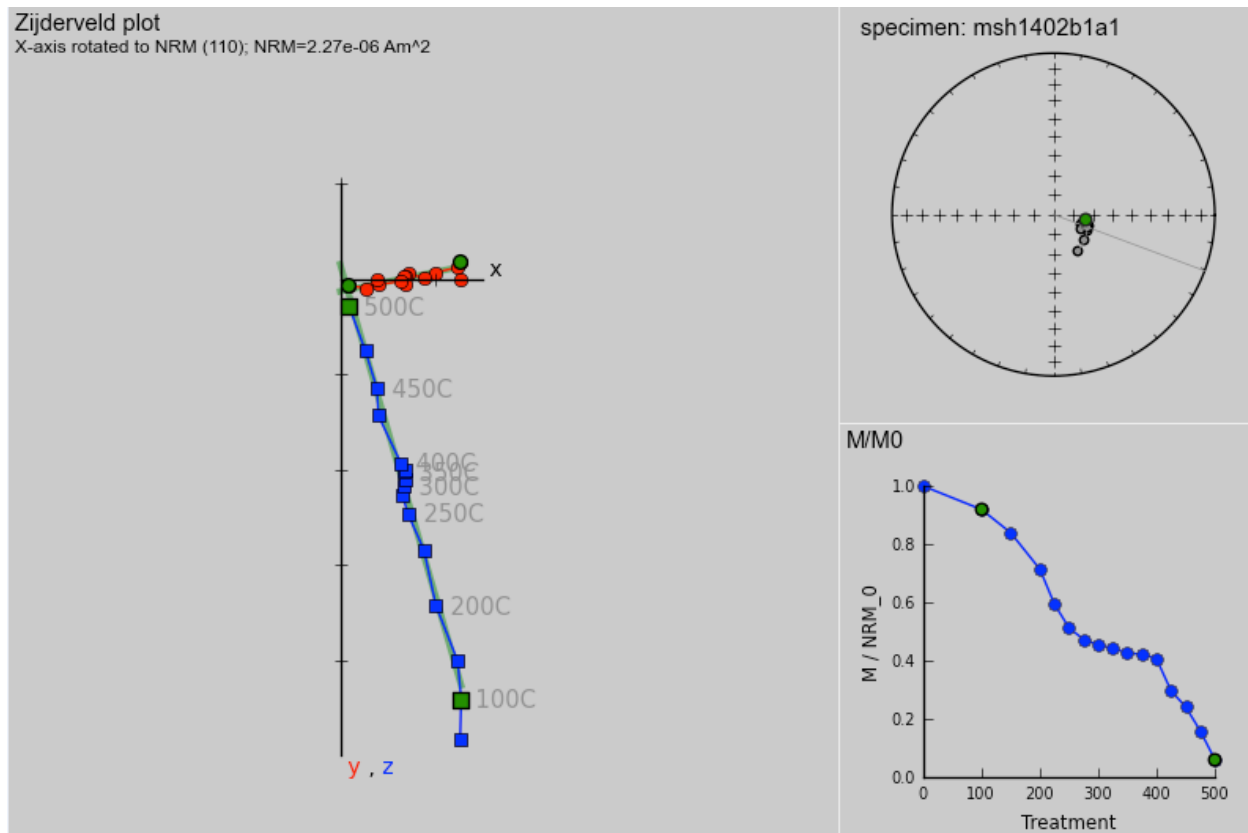 Zijderveld plot
X-axis rotated to NRM (110); NRM=2.27e-06 Am^2
x
500C
450C
400C
350C
300C
250C
200C
100C
y , z
specimen: msh1402b1a1
M/M0
1.0
0.8
0.6
0.4
0.2
0.0
M / NRM_0
0 100 200 300 400 500
Treatment